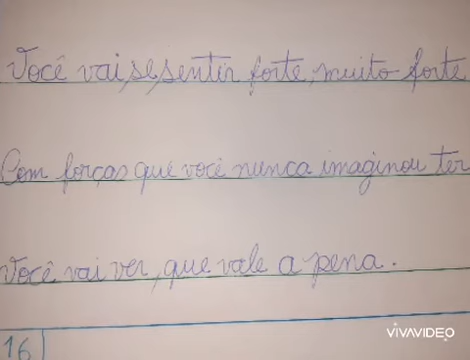 Você vai, se, sentir forte, muito forte
Com forças que você nunca imaginou ter
Você vai ver, que vale a pena.
16
VIVAVIDEO